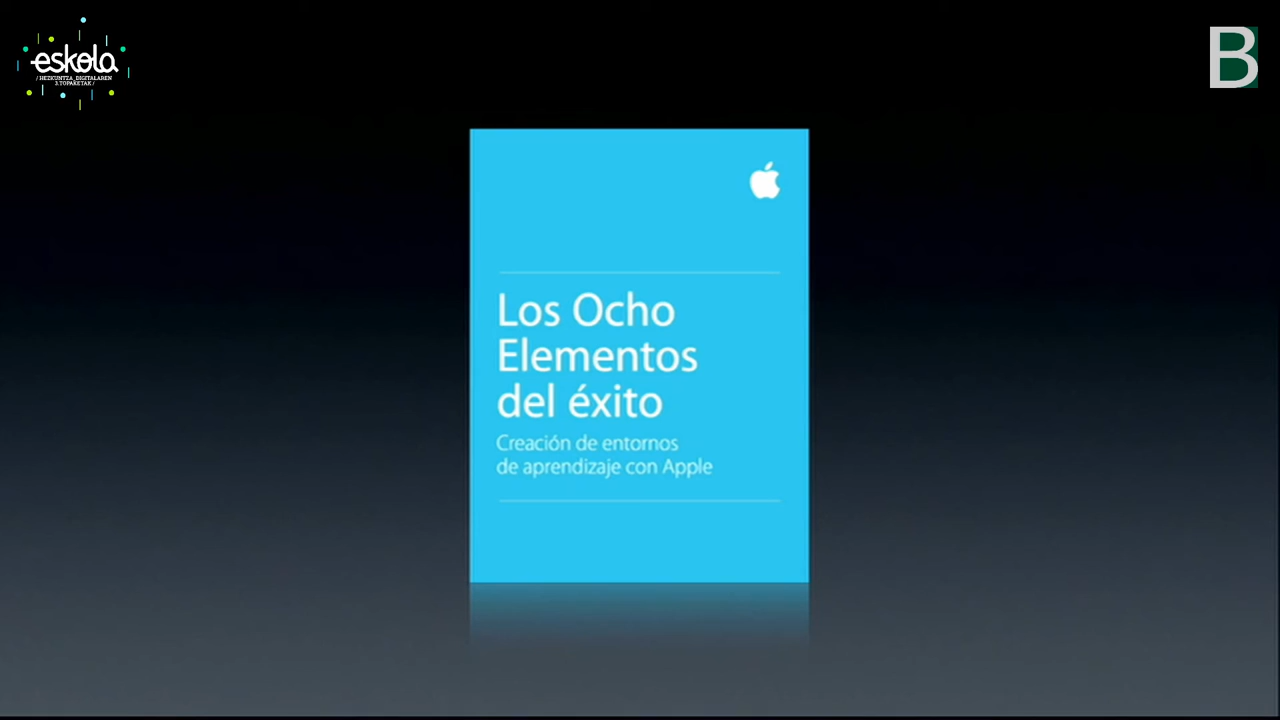 eskola
/ HEZKUNTZA_DIGITALAREN
3.TOPAKETAK /
B
Los Ocho
Elementos
del éxito
Creación de entornos
de aprendizaje con Apple